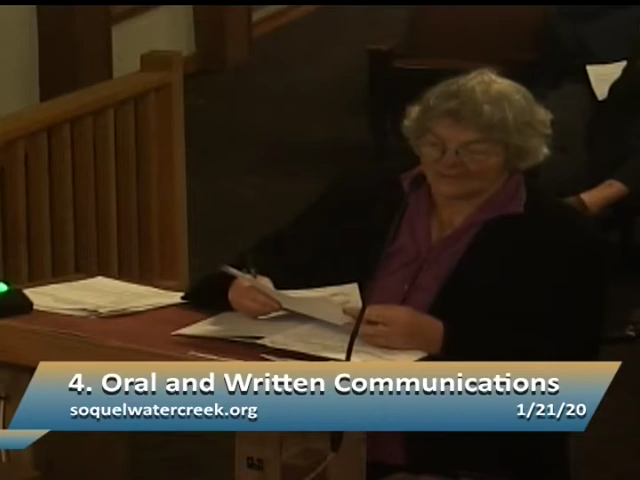 4. Oral and Written Communications
soquelwatercreek.org 1/21/20